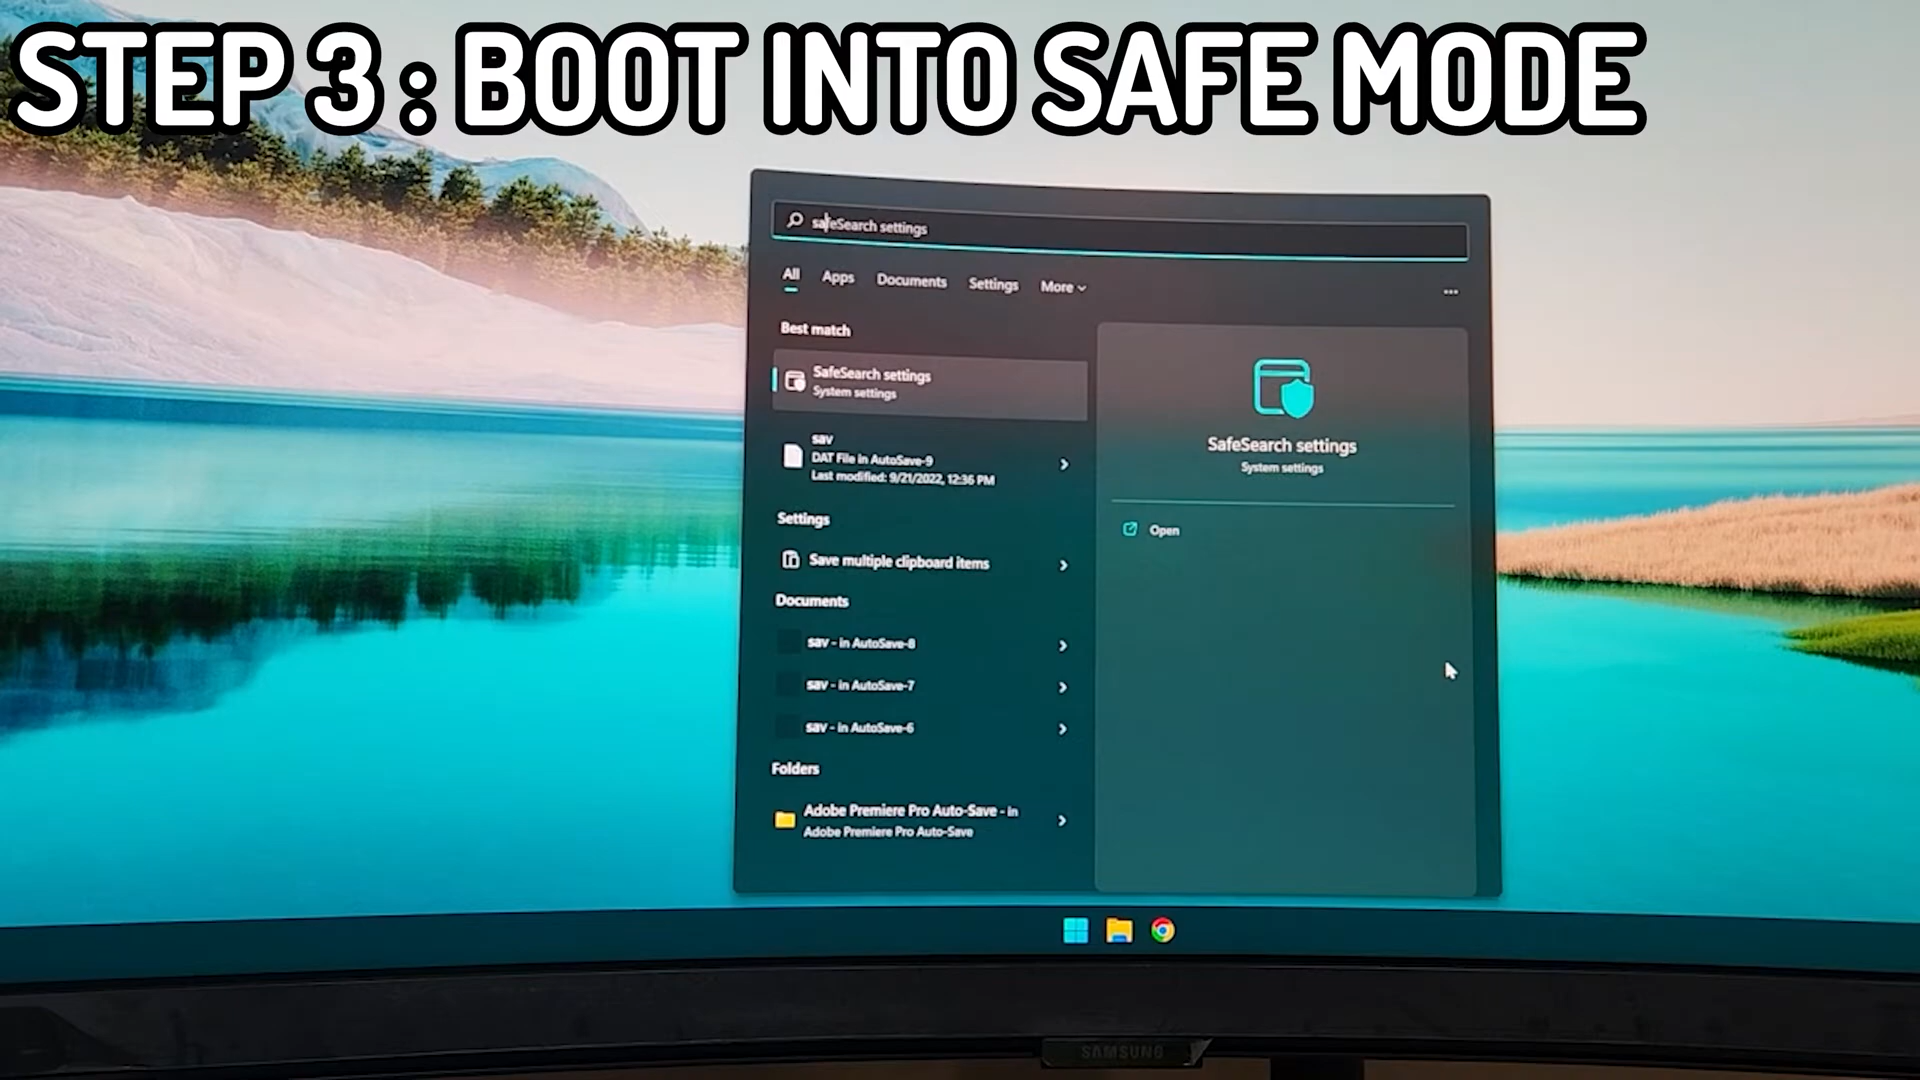 STEP 3 : BOOT INTO SAFE MODE
safeSearch settings
All Apps Documents Settings More
Best match
SafeSearch settings
System settings
sav
DAT File in AutoSave-9
Last modified: 9/21/2022, 12:36 PM
Settings
Save multiple clipboard items
Documents
sav - in AutoSave-8
sav - in AutoSave-7
sav - in AutoSave-6
Folders
Adobe Premiere Pro Auto-Save - in
Adobe Premiere Pro Auto-Save
SafeSearch settings
System settings
Open
SAMSUNG